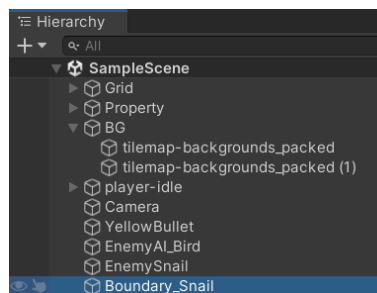 Hierarchy
All
SampleScene
Grid
Property
BG
tilemap-backgrounds_packed
tilemap-backgrounds_packed (1)
player-idle
Camera
YellowBullet
EnemyAI_Bird
EnemySnail
Boundary_Snail